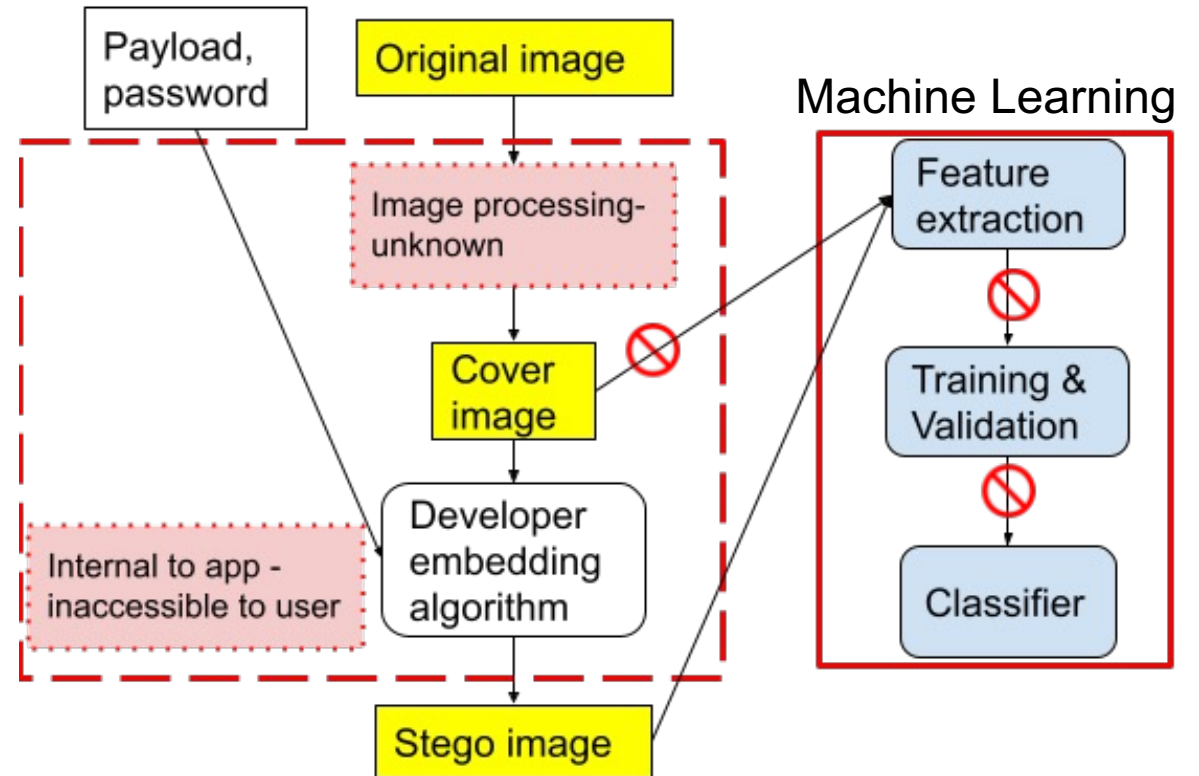 Payload,
password
Original image
Machine Learning
Image processing-
unknown
Feature
extraction
Cover
image
Training &
Validation
Developer
embedding
algorithm
Internal to app -
inaccessible to user
Classifier
Stego image